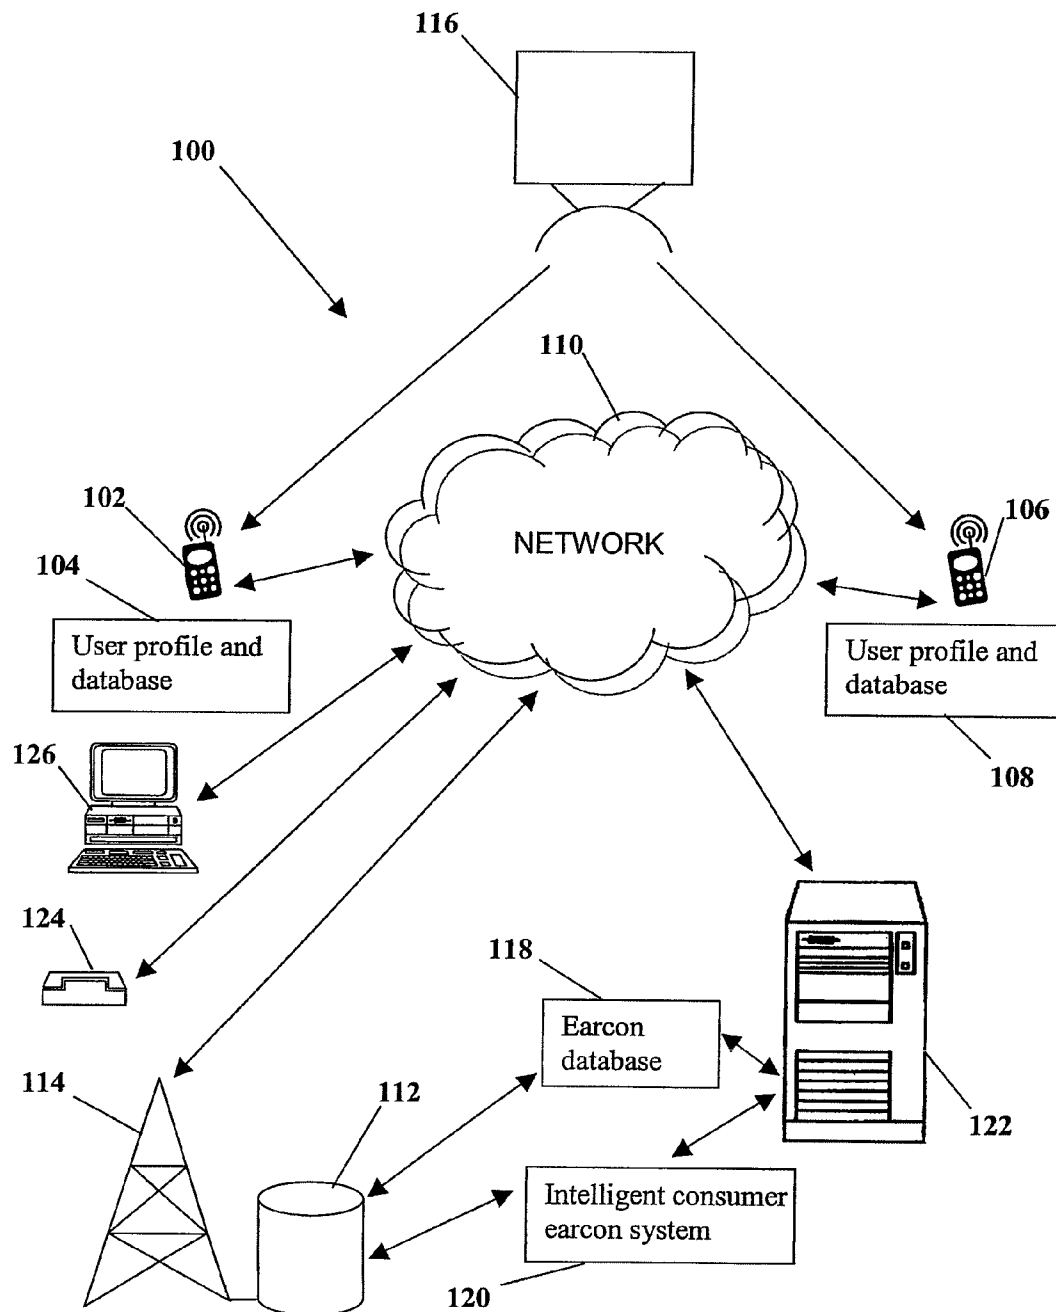 116
100
110
102
106
104
NETWORK
User profile and
database
User profile and
database
126
108
124
118
Earcon
database
114
112
122
Intelligent consumer
earcon system
120